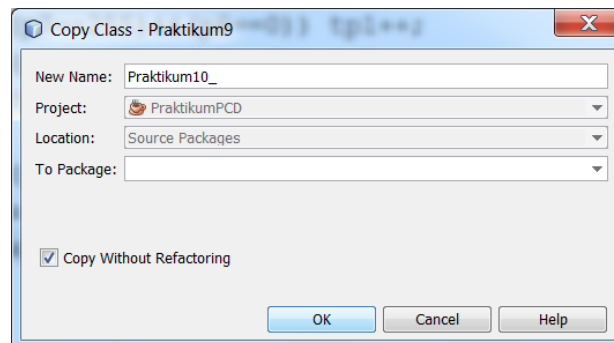 Copy Class - Praktikum9
New Name: Praktikum10_
Project: PraktikumPCD
Location: Source Packages
To Package:
Copy Without Refactoring
OK Cancel Help